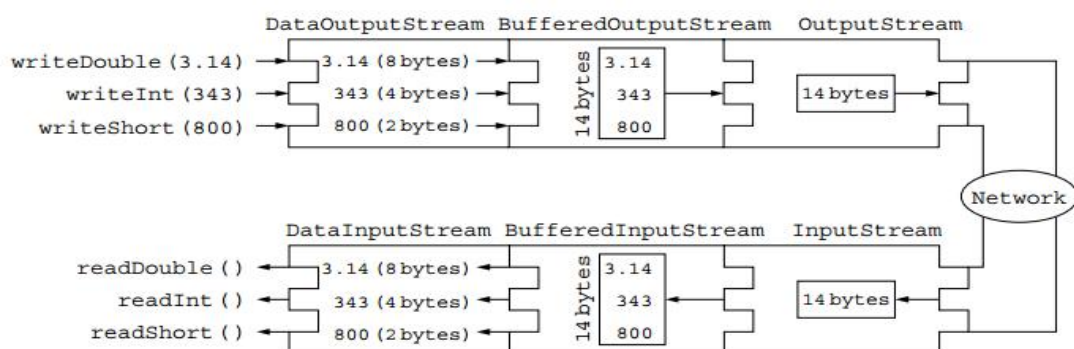 DataOutputStream BufferedOutputStream OutputStream
writeDouble (3.14) 3.14 (8 bytes) 3.14
writeInt (343) 343 (4 bytes) 14 bytes 343 14 bytes
writeShort (800) 800 (2 bytes) 800
Network
DataInputStream BufferedInputStream InputStream
readDouble () 3.14 (8 bytes) 3.14
readInt () 343 (4 bytes) 14 bytes 343 14 bytes
readShort () 800 (2 bytes) 800